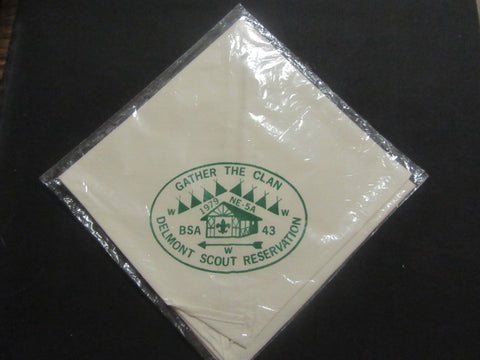 GATHER THE CLAN
1979 NE-5A
W W
BSA 43
W
DELMONT SCOUT RESERVATION